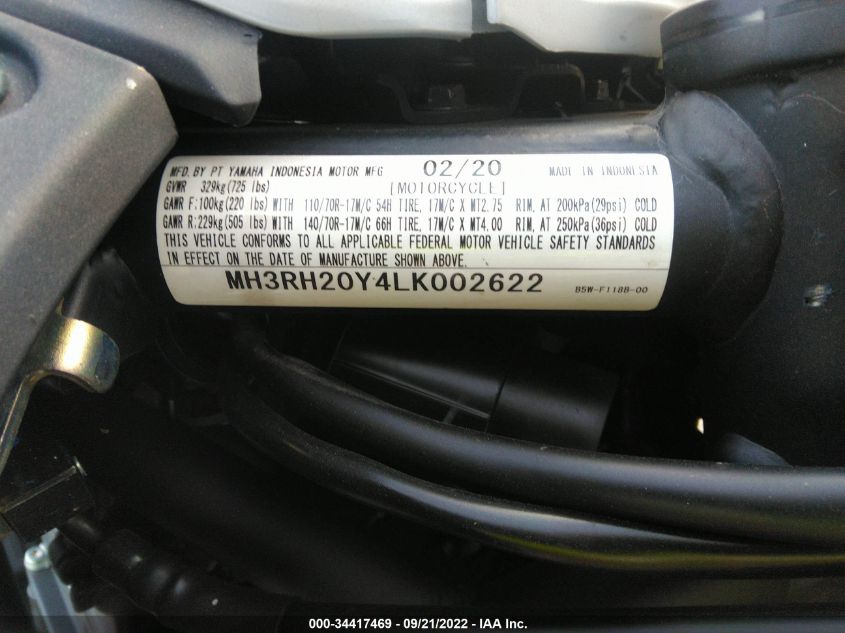 MFD. BY PT YAMAHA INDONESIA MOTOR MFG 02/20 MADE IN INDONESIA
GVWR 329kg(725 lbs) [MOTORCYCLE]
GAWR F:100kg(220 lbs)WITH 110/70R-17M/C 54H TIRE, 17M/C X MT2.75 RIM, AT 200kPa(29psi) COLD
GAWR R:229kg(505 lbs)WITH 140/70R-17M/C 66H TIRE, 17M/C X MT4.00 RIM, AT 250kPa(36psi) COLD
THIS VEHICLE CONFORMS TO ALL APPLICABLE FEDERAL MOTOR VEHICLE SAFETY STANDARDS
IN EFFECT ON THE DATE OF MANUFACTURE SHOWN ABOVE.
MH3RH20Y4LK002622 B5W-F118B-00
000-34417469 - 09/21/2022 - IAA Inc.